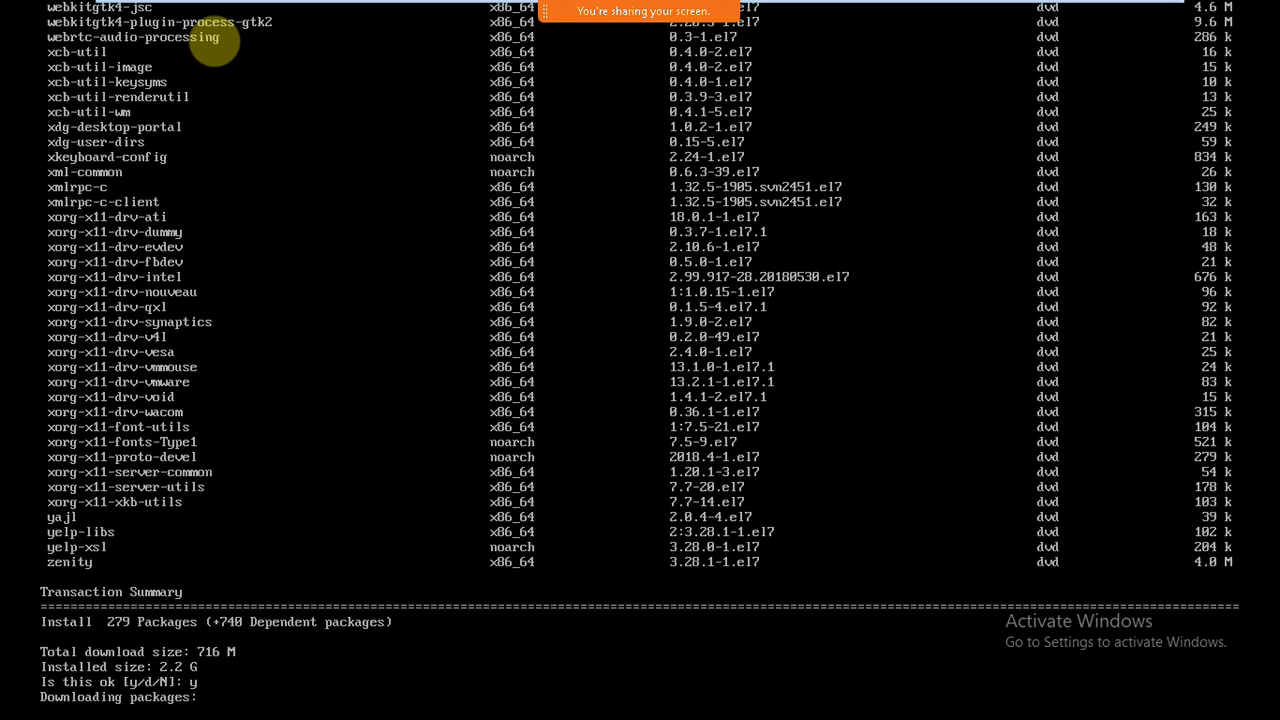 You're sharing your screen.
webkitgtk4-jsc x86_64 el7 dvd 4.6 M
webkitgtk4-plugin-process-gtk2 x86_64 el7 dvd 9.6 M
webrtc-audio-processing x86_64 0.3-1.el7 dvd 286 k
xcb-util x86_64 0.4.0-2.el7 dvd 16 k
xcb-util-image x86_64 0.4.0-2.el7 dvd 15 k
xcb-util-keysyms x86_64 0.4.0-1.el7 dvd 10 k
xcb-util-renderutil x86_64 0.3.9-3.el7 dvd 13 k
xcb-util-wm x86_64 0.4.1-5.el7 dvd 25 k
xdg-desktop-portal x86_64 1.0.2-1.el7 dvd 249 k
xdg-user-dirs x86_64 0.15-5.el7 dvd 59 k
xkeyboard-config noarch 2.24-1.el7 dvd 834 k
xml-common noarch 0.6.3-39.el7 dvd 26 k
xmlrpc-c x86_64 1.32.5-1905.svn2451.el7 dvd 130 k
xmlrpc-c-client x86_64 1.32.5-1905.svn2451.el7 dvd 32 k
xorg-x11-drv-ati x86_64 18.0.1-1.el7 dvd 163 k
xorg-x11-drv-dummy x86_64 0.3.7-1.el7.1 dvd 18 k
xorg-x11-drv-evdev x86_64 2.10.6-1.el7 dvd 48 k
xorg-x11-drv-fbdev x86_64 0.5.0-1.el7 dvd 21 k
xorg-x11-drv-intel x86_64 2.99.917-28.20180530.el7 dvd 676 k
xorg-x11-drv-nouveau x86_64 1:1.0.15-1.el7 dvd 96 k
xorg-x11-drv-qxl x86_64 0.1.5-4.el7.1 dvd 92 k
xorg-x11-drv-synaptics x86_64 1.9.0-2.el7 dvd 82 k
xorg-x11-drv-v4l x86_64 0.2.0-49.el7 dvd 21 k
xorg-x11-drv-vesa x86_64 2.4.0-1.el7 dvd 25 k
xorg-x11-drv-vmmouse x86_64 13.1.0-1.el7.1 dvd 24 k
xorg-x11-drv-vmware x86_64 13.2.1-1.el7.1 dvd 83 k
xorg-x11-drv-void x86_64 1.4.1-2.el7.1 dvd 15 k
xorg-x11-drv-wacom x86_64 0.36.1-1.el7 dvd 315 k
xorg-x11-font-utils x86_64 1:7.5-21.el7 dvd 104 k
xorg-x11-fonts-Type1 noarch 7.5-9.el7 dvd 521 k
xorg-x11-proto-devel noarch 2018.4-1.el7 dvd 279 k
xorg-x11-server-common x86_64 1.20.1-3.el7 dvd 54 k
xorg-x11-server-utils x86_64 7.7-20.el7 dvd 178 k
xorg-x11-xkb-utils x86_64 7.7-14.el7 dvd 103 k
yajl x86_64 2.0.4-4.el7 dvd 39 k
yelp-libs x86_64 2:3.28.1-1.el7 dvd 102 k
yelp-xsl noarch 3.28.0-1.el7 dvd 204 k
zenity x86_64 3.28.1-1.el7 dvd 4.0 M
Transaction Summary
Install 279 Packages (+740 Dependent packages)
Activate Windows
Go to Settings to activate Windows.
Total download size: 716 M
Installed size: 2.2 G
Is this ok [y/d/N]: y
Downloading packages: